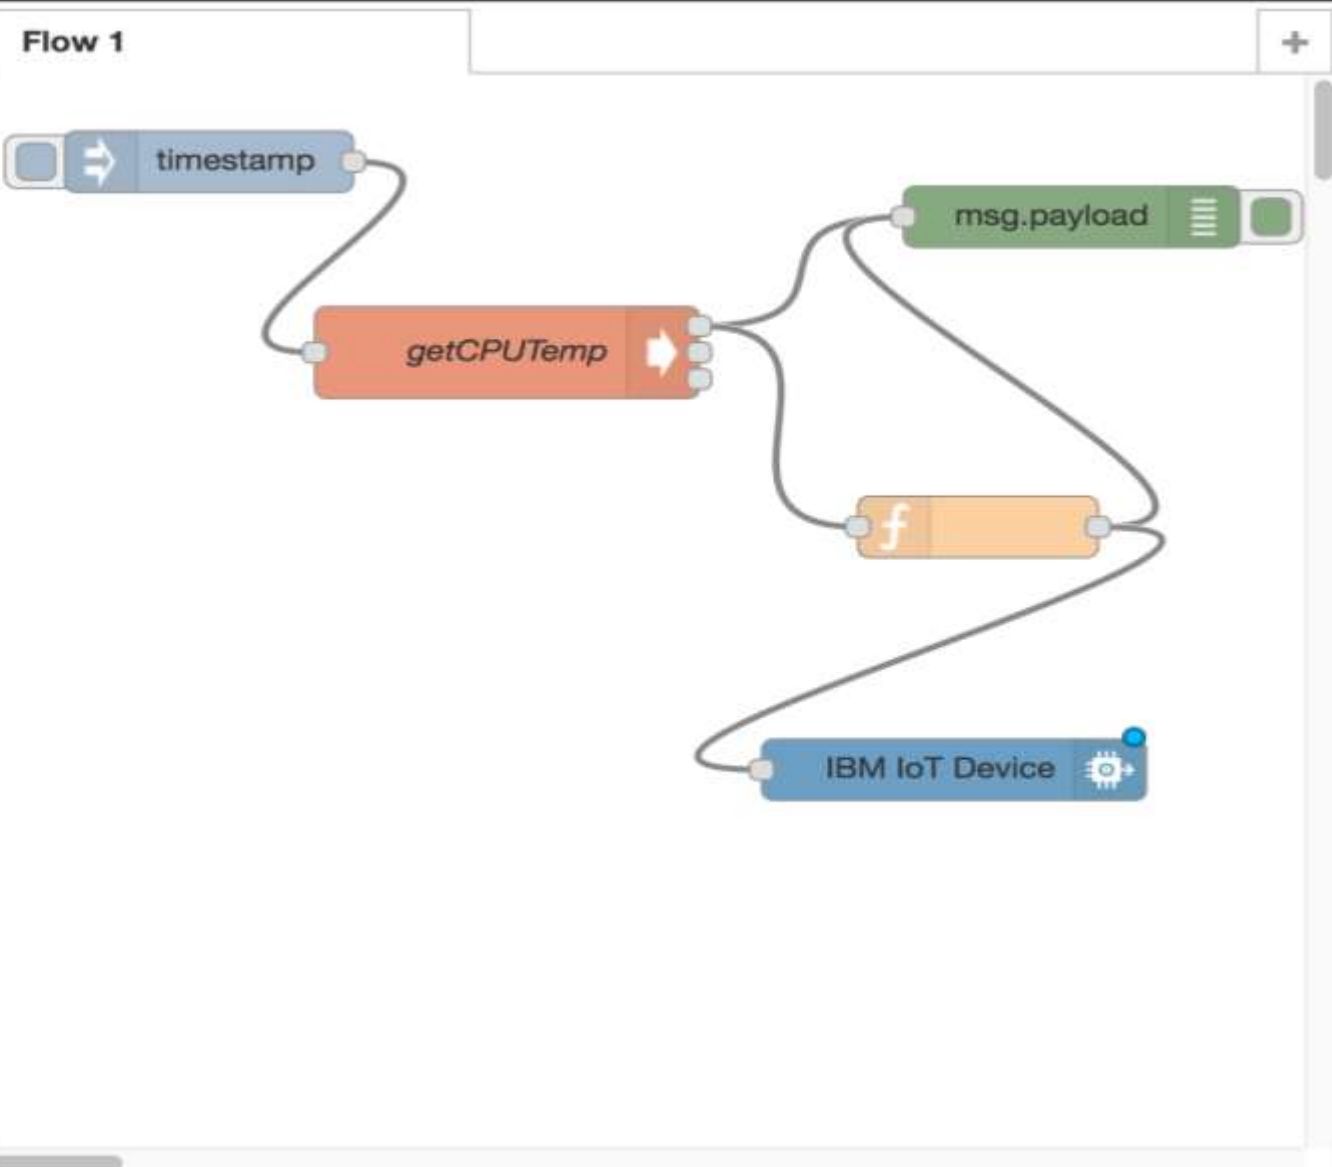 Flow 1
+
timestamp
msg.payload
getCPUTemp
f
IBM IoT Device